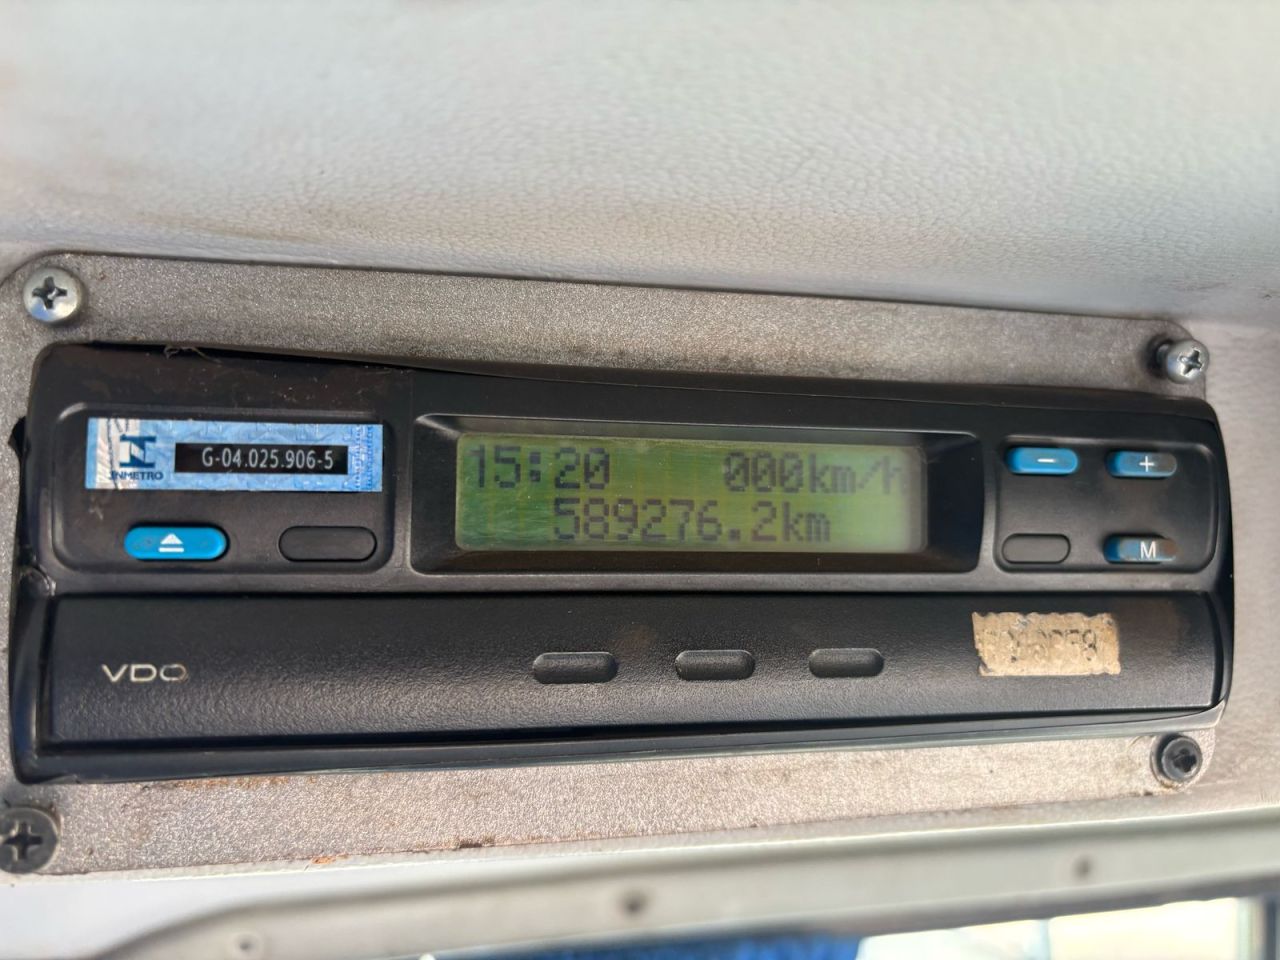 INMETRO
G-04.025.906-5
15:20 000km/h
589276.2km
- +
M
VDO